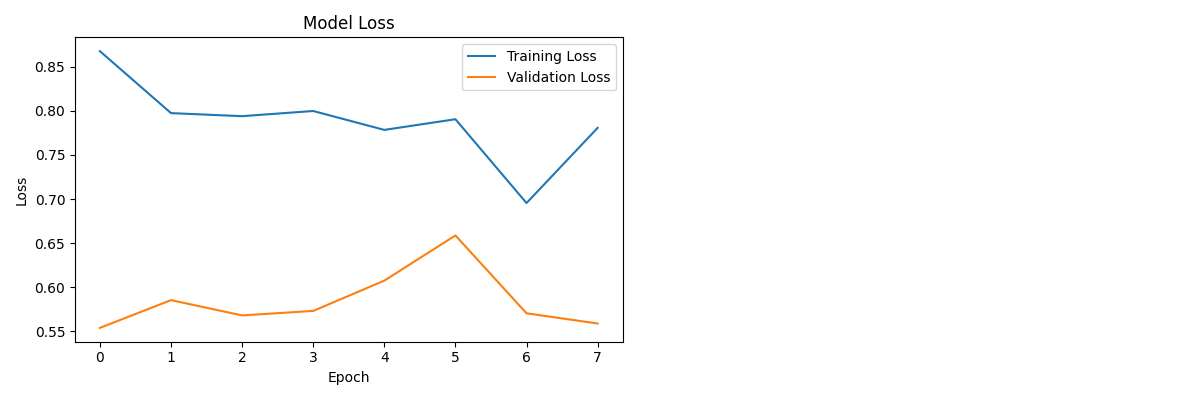 Model Loss
Training Loss
Validation Loss
0.85
0.80
0.75
0.70
0.65
0.60
0.55
Loss
0 1 2 3 4 5 6 7
Epoch